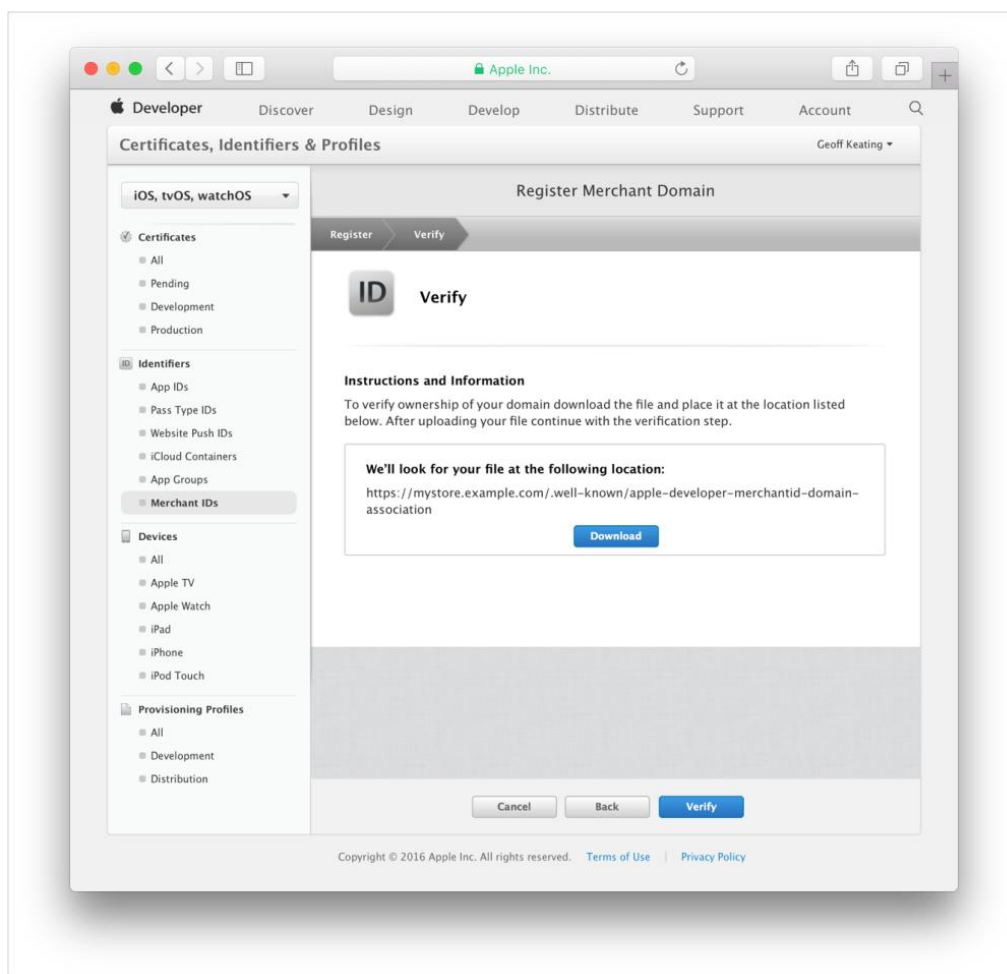 Apple Inc.
Developer
Discover
Design
Develop
Distribute
Support
Account
Certificates, Identifiers & Profiles
Geoff Keating
iOS, tvOS, watchOS
Certificates
All
Pending
Development
Production
ID Identifiers
App IDs
Pass Type IDs
Website Push IDs
iCloud Containers
App Groups
Merchant IDs
Devices
All
Apple TV
Apple Watch
iPad
iPhone
iPod Touch
Provisioning Profiles
All
Development
Distribution
Register Merchant Domain
Register
Verify
ID
Verify
Instructions and Information
To verify ownership of your domain download the file and place it at the location listed
below. After uploading your file continue with the verification step.
We'll look for your file at the following location:
https://mystore.example.com/.well-known/apple-developer-merchantid-domain-
association
Download
Cancel
Back
Verify
Copyright © 2016 Apple Inc. All rights reserved. Terms of Use | Privacy Policy